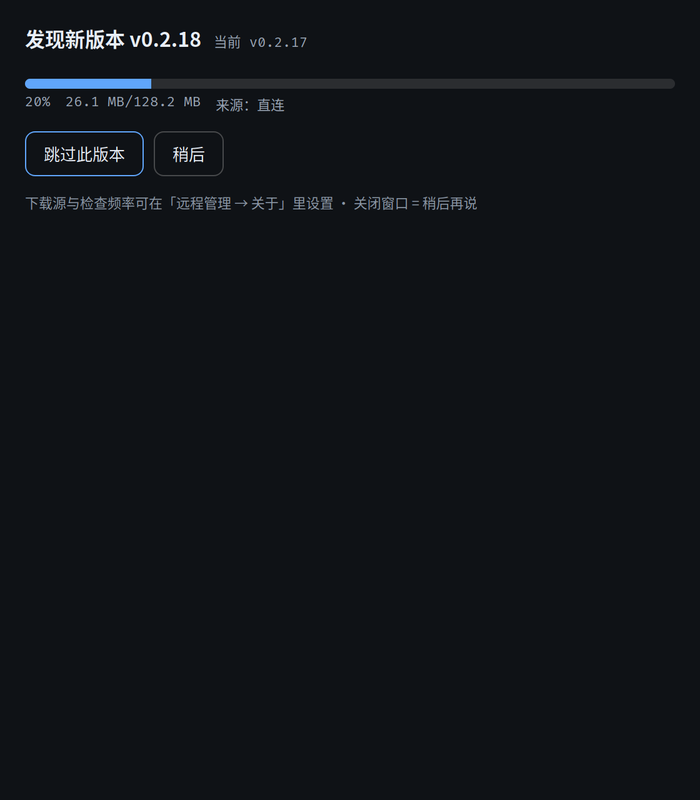 发现新版本 v0.2.18 当前 v0.2.17
20% 26.1 MB/128.2 MB 来源：直连
跳过此版本 稍后
下载源与检查频率可在「远程管理 → 关于」里设置 · 关闭窗口 = 稍后再说